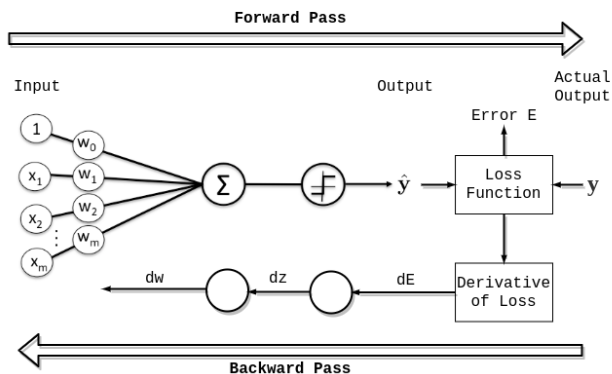 Forward Pass
Input
Output
Actual
Output
Error E
1
w₀
x₁
w₁
Σ
ŷ
Loss
Function
y
x₂
w₂
⋮
wₘ
xₘ
dw
dz
dE
Derivative
of Loss
Backward Pass